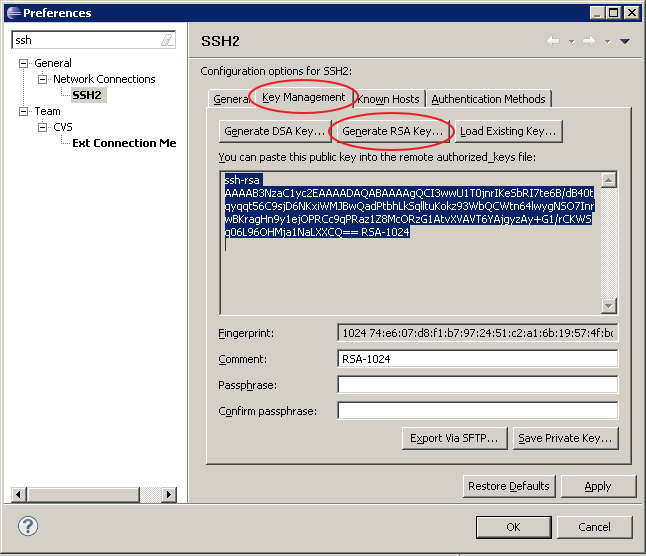 Preferences
ssh
General
Network Connections
SSH2
Team
CVS
Ext Connection Me
SSH2
Configuration options for SSH2:
General Key Management Known Hosts Authentication Methods
Generate DSA Key... Generate RSA Key... Load Existing Key...
You can paste this public key into the remote authorized_keys file:
ssh-rsa
AAAAB3NzaC1yc2EAAAADAQABAAAAgQCI3wwU1T0jnrIKeSbRI7te6B/dB40t
qyqqt56C9sjD6NKxiWMJBwQadPtbhLkSqlltuKokz93WbQCWtn64lwygNSO7Inr
wBKragHn9y1ejOPRCc9qPRaz1Z8McORzG1AtvXVAVT6YAjgyzAy+G1/rCKWS
q06L96OHMja1NaLXXCQ== RSA-1024
Fingerprint: 1024 74:e6:07:d8:f1:b7:97:24:51:c2:a1:6b:19:57:4f:bd
Comment: RSA-1024
Passphrase:
Confirm passphrase:
Export Via SFTP... Save Private Key...
Restore Defaults Apply
? OK Cancel